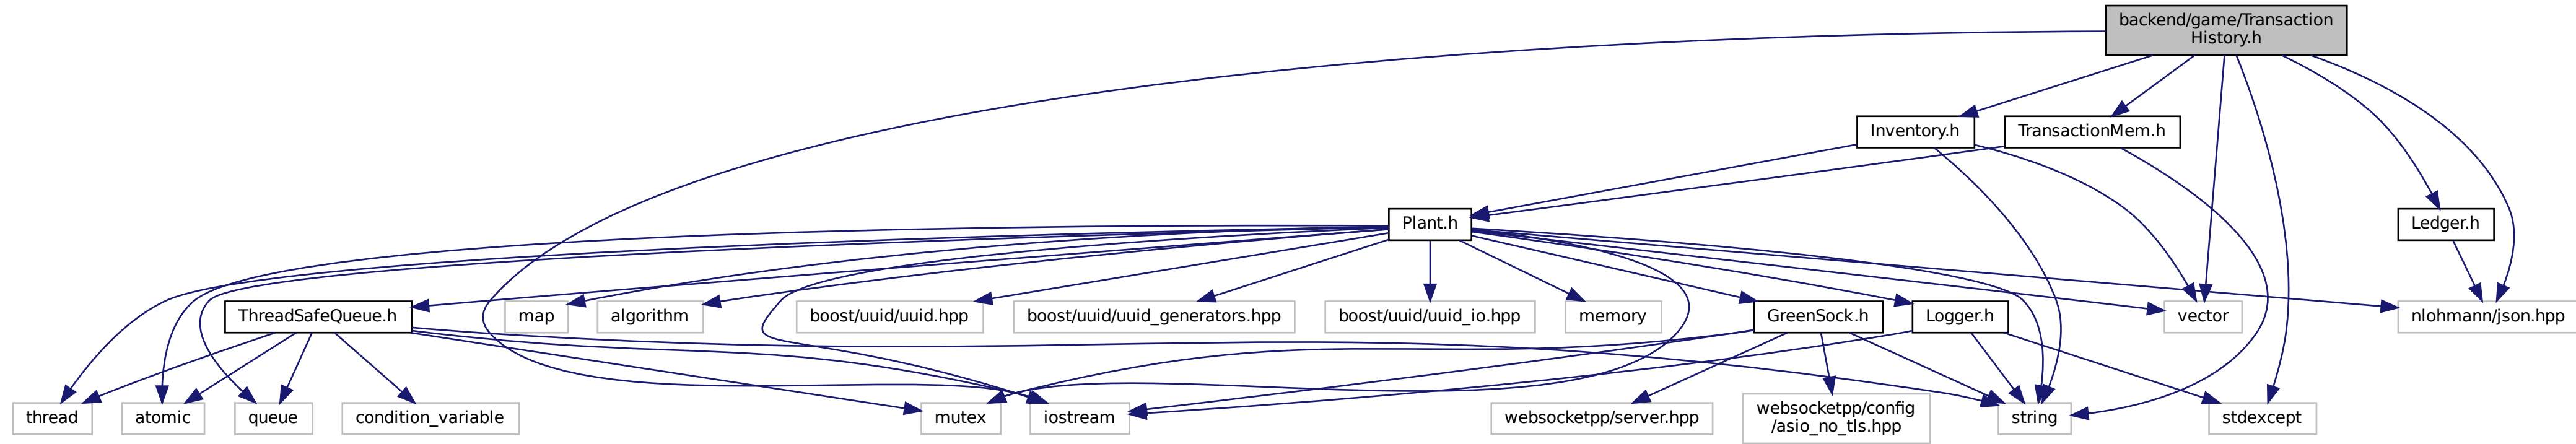 backend/game/Transaction
History.h
Inventory.h
TransactionMem.h
Plant.h
Ledger.h
ThreadSafeQueue.h
map
algorithm
boost/uuid/uuid.hpp
boost/uuid/uuid_generators.hpp
boost/uuid/uuid_io.hpp
memory
GreenSock.h
Logger.h
vector
nlohmann/json.hpp
thread
atomic
queue
condition_variable
mutex
iostream
websocketpp/server.hpp
websocketpp/config
/asio_no_tls.hpp
string
stdexcept